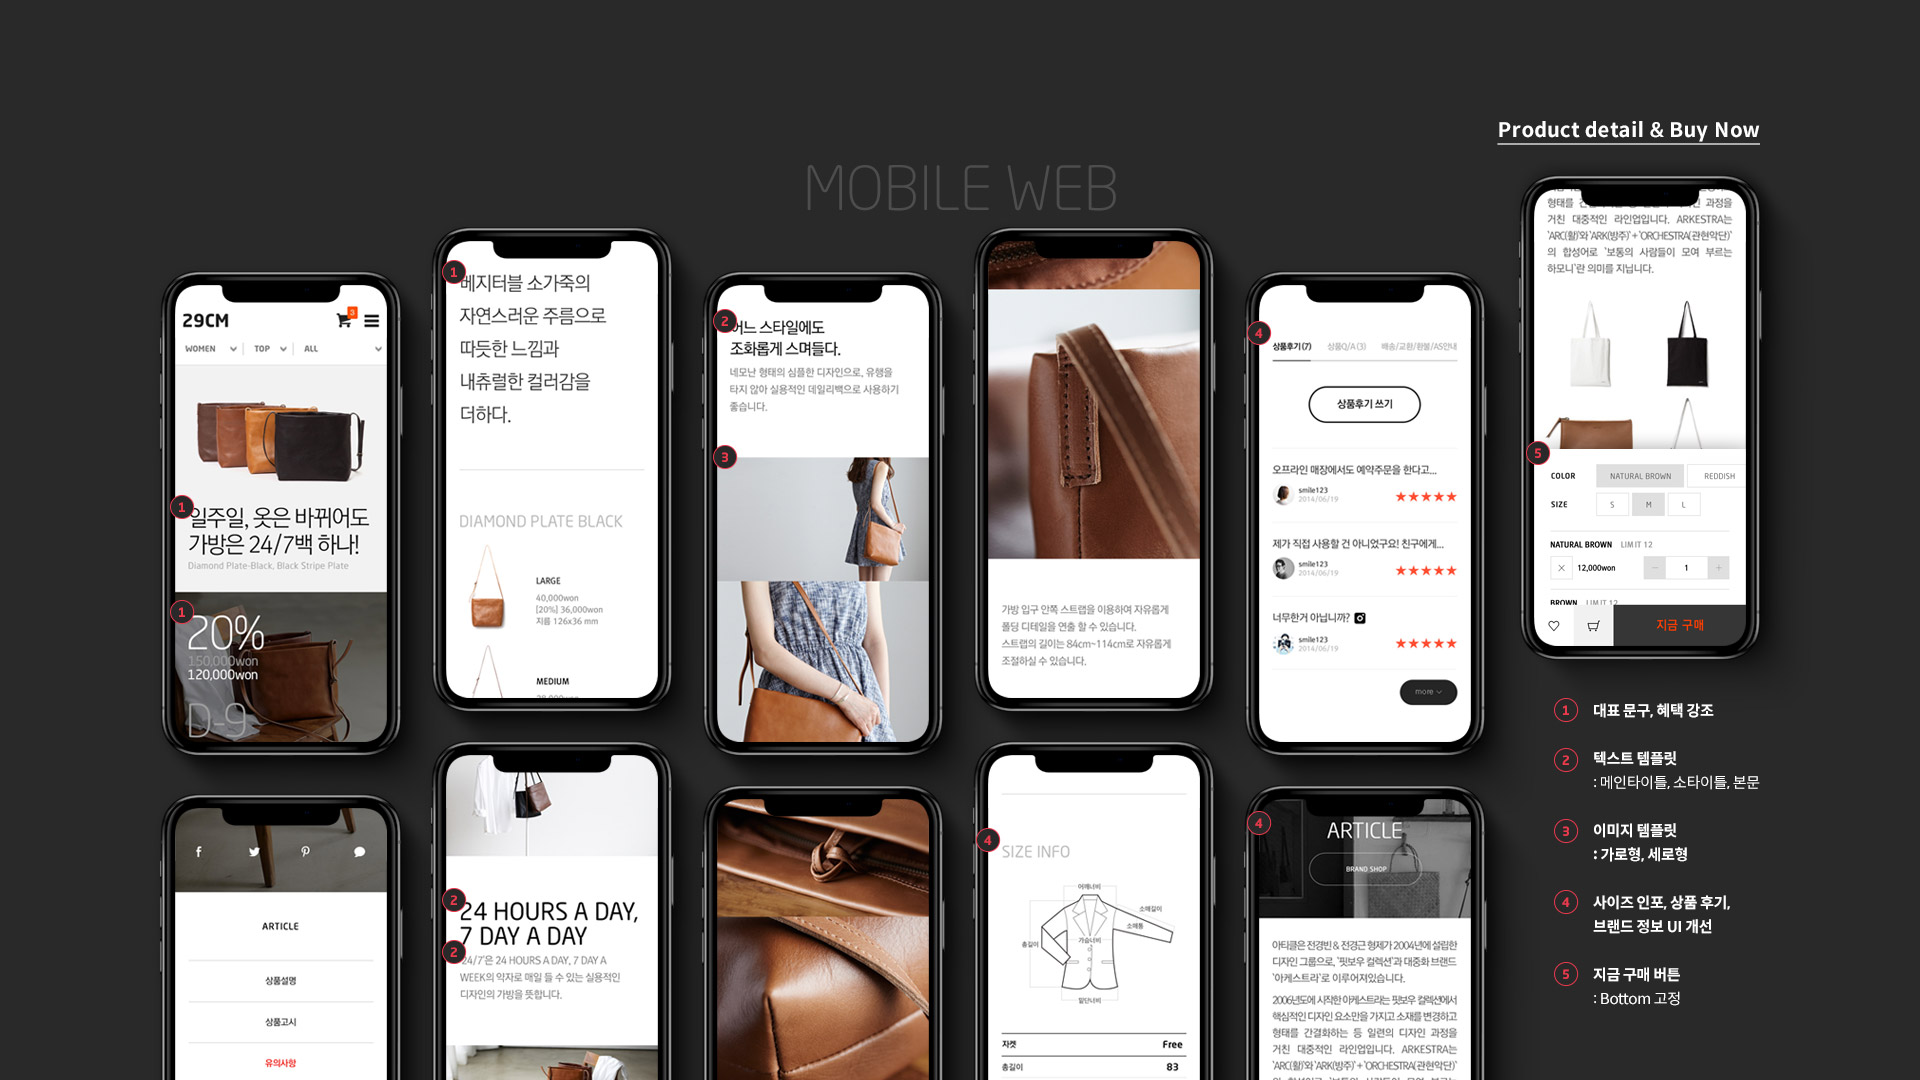 Product detail & Buy Now
MOBILE WEB
29CM
3
WOMEN
TOP
ALL
1
일주일, 옷은 바뀌어도
가방은 24/7백 하나!
Diamond Plate-Black, Black Stripe Plate
1
20%
150,000won
120,000won
D-9
1
베지터블 소가죽의
자연스러운 주름으로
따듯한 느낌과
내츄럴한 컬러감을
더하다.
DIAMOND PLATE BLACK
LARGE
40,000won
[20%] 36,000won
지름 126x36 mm
MEDIUM
2
어느 스타일에도
조화롭게 스며들다.
네모난 형태의 심플한 디자인으로, 유행을
타지 않아 실용적인 데일리백으로 사용하기
좋습니다.
3
가방 입구 안쪽 스트랩을 이용하여 자유롭게
폴딩 디테일을 연출 할 수 있습니다.
스트랩의 길이는 84cm~114cm로 자유롭게
조절하실 수 있습니다.
4
상품후기(7)
상품Q/A(3)
배송/교환/환불/AS안내
상품후기 쓰기
오프라인 매장에서도 예약주문을 한다고...
smile123
2014/06/19
★★★★★
제가 직접 사용할 건 아니었구요! 친구에게...
smile123
2014/06/19
★★★★★
너무한거 아닙니까?
smile123
2014/06/19
★★★★★
more
형태를 과정을
거친 대중적인 라인업입니다. ARKESTRA는
'ARC(활)'와 'ARK(방주)' + 'ORCHESTRA(관현악단)'
의 합성어로 '보통의 사람들이 모여 부르는
하모니'란 의미를 지닙니다.
5
COLOR
NATURAL BROWN
REDDISH
SIZE
S
M
L
NATURAL BROWN LIMIT 12
× 12,000won
− 1 +
BROWN LIMIT 12
지금 구매
ARTICLE
상품설명
상품고시
유의사항
2
24 HOURS A DAY,
7 DAY A DAY
2
'24/7'은 24 HOURS A DAY, 7 DAY A
WEEK의 약자로 매일 들 수 있는 실용적인
디자인의 가방을 뜻합니다.
4
SIZE INFO
어깨너비
소매길이
소매통
총길이
가슴너비
밑단너비
자켓 Free
총길이 83
4
ARTICLE
BRAND SHOP
아티클은 전경빈 & 전경근 형제가 2004년에 설립한
디자인 그룹으로, '핏보우 컬렉션'과 대중화 브랜드
'아케스트라'로 이루어져있습니다.
2006년도에 시작한 아케스트라는 핏보우 컬렉션에서
핵심적인 디자인 요소만을 가지고 소재를 변경하고
형태를 간결화하는 등 일련의 디자인 과정을
거친 대중적인 라인업입니다. ARKESTRA는
'ARC(활)'와 'ARK(방주)' + 'ORCHESTRA(관현악단)'
1 대표 문구, 혜택 강조
2 텍스트 템플릿
: 메인타이틀, 소타이틀, 본문
3 이미지 템플릿
: 가로형, 세로형
4 사이즈 인포, 상품 후기,
브랜드 정보 UI 개선
5 지금 구매 버튼
: Bottom 고정